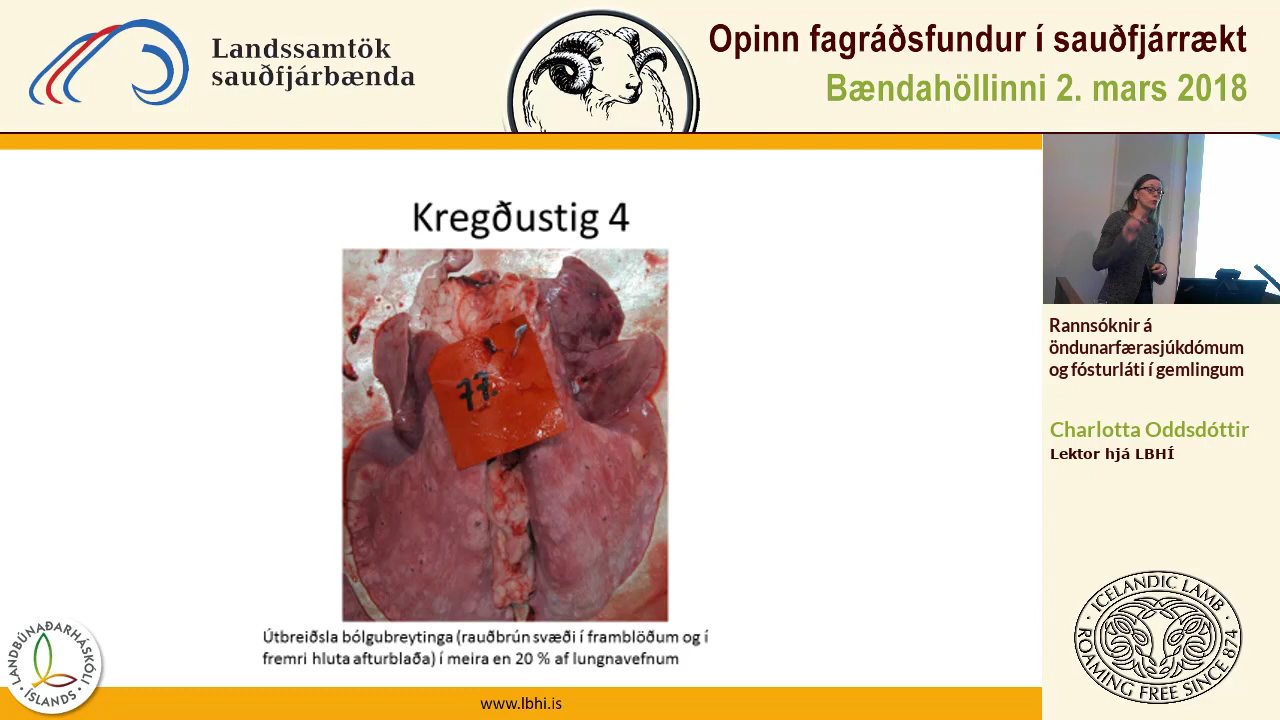 Landssamtök
sauðfjárbænda
Opinn fagráðsfundur í sauðfjárrækt
Bændahöllinni 2. mars 2018
Kregðustig 4
77.
Útbreiðsla bólgubreytinga (rauðbrún svæði í framblöðum og í
fremri hluta afturblaða) í meira en 20 % af lungnavefnum
Rannsóknir á
öndunarfærasjúkdómum
og fósturláti í gemlingum
Charlotta Oddsdóttir
Lektor hjá LBHÍ
LANDBÚNAÐARHÁSKÓLI
· ÍSLANDS ·
www.lbhi.is
· ICELANDIC LAMB ·
ROAMING FREE SINCE 874